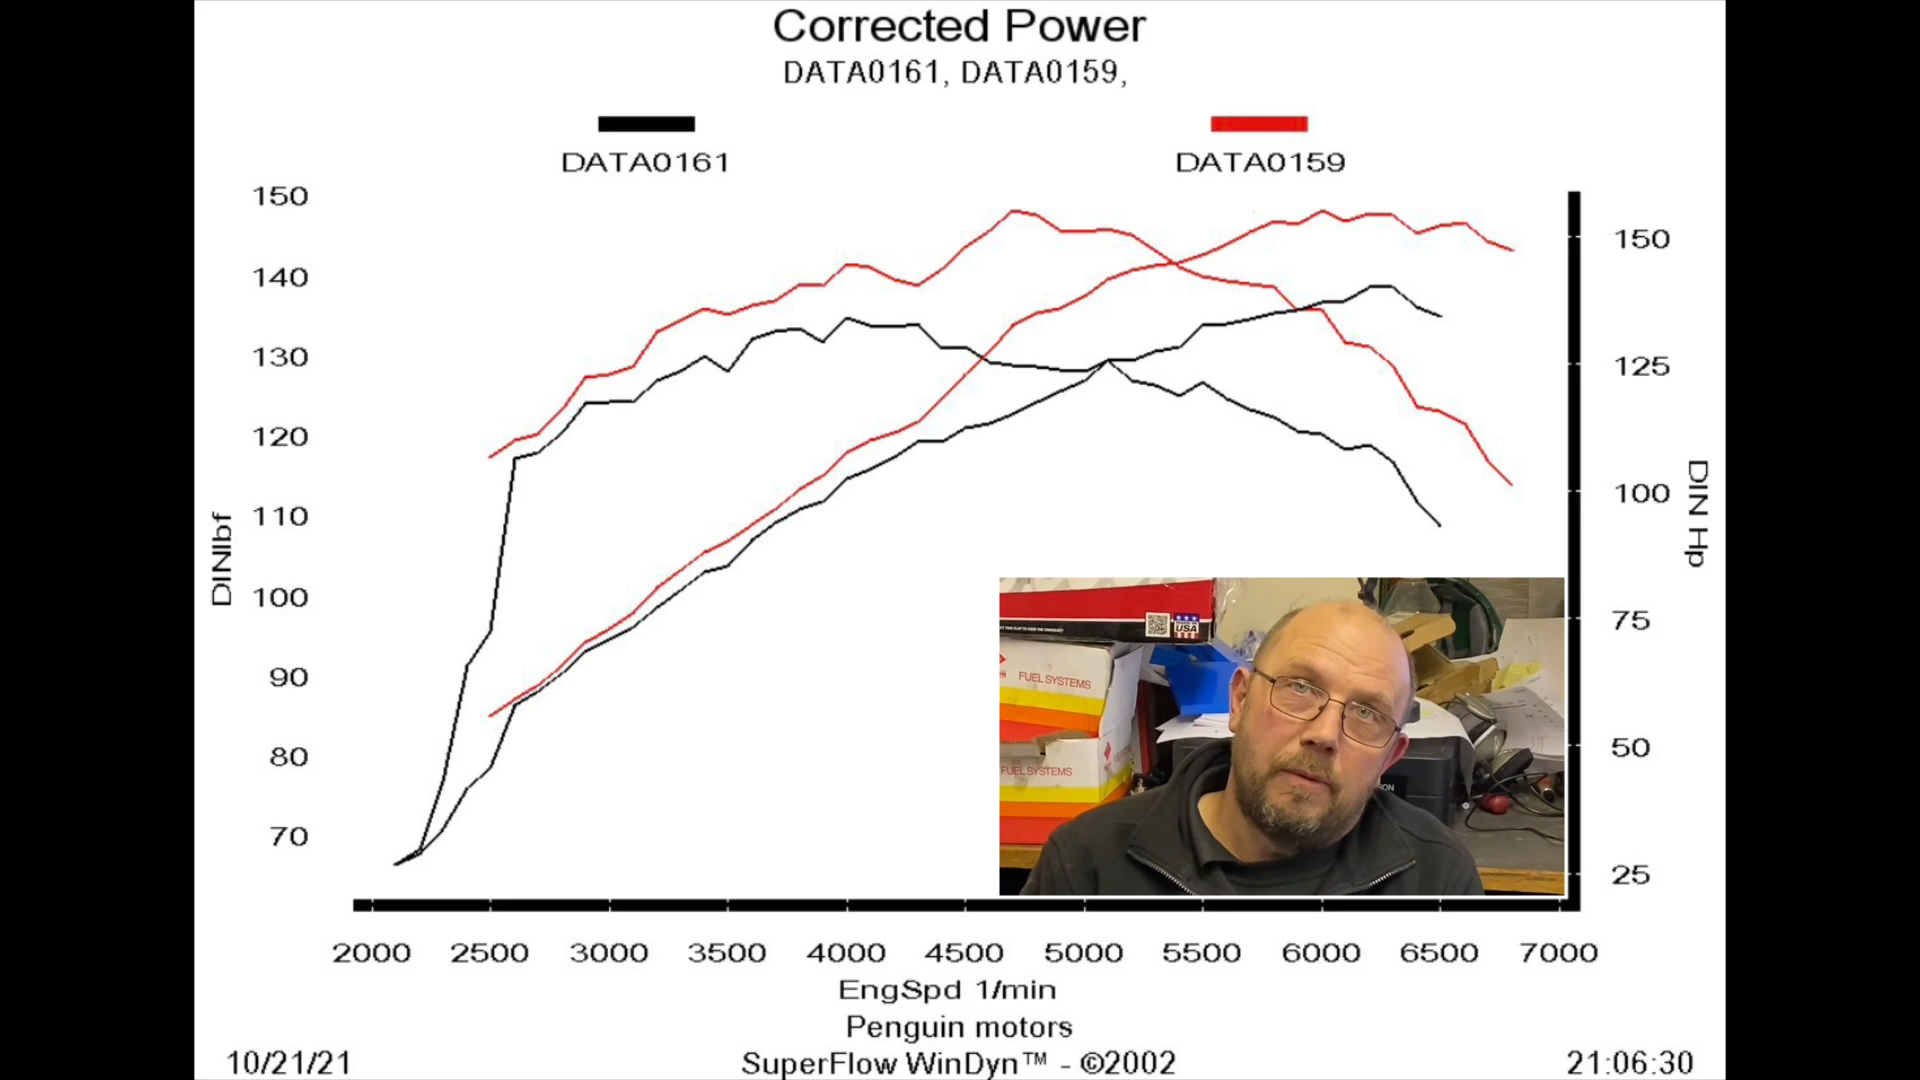 Corrected Power
DATA0161, DATA0159,
DATA0161
DATA0159
150
140
130
120
110
100
90
80
70
DINlbf
150
125
100
75
50
25
DIN Hp
USA
FUEL SYSTEMS
FUEL SYSTEMS
SON
2000 2500 3000 3500 4000 4500 5000 5500 6000 6500 7000
EngSpd 1/min
Penguin motors
10/21/21
SuperFlow WinDyn™ - ©2002
21:06:30